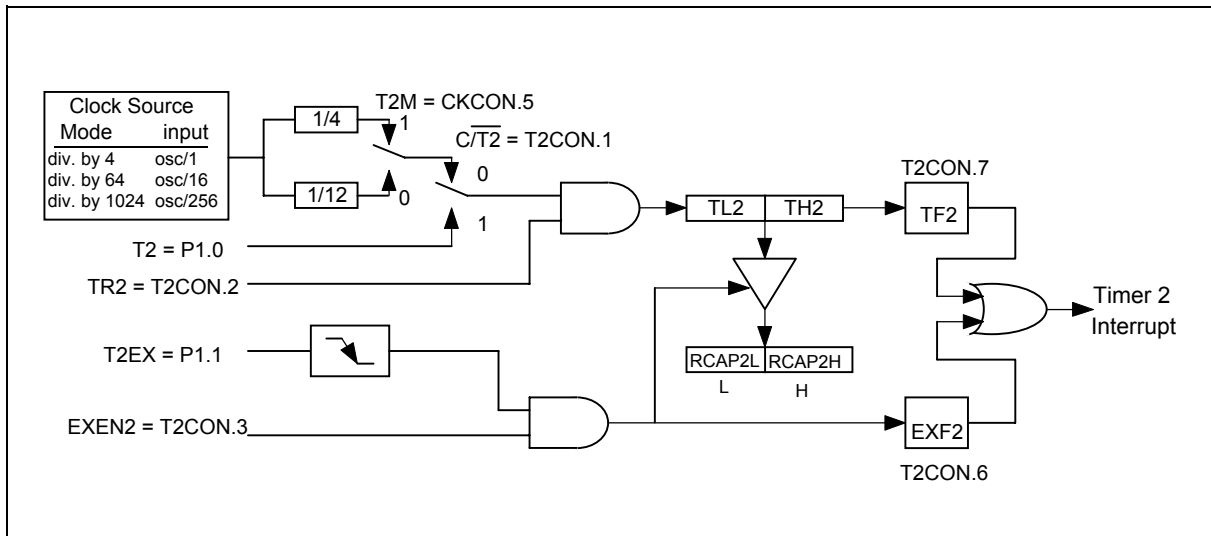 Clock Source
Mode input
div. by 4 osc/1
div. by 64 osc/16
div. by 1024 osc/256
1/4
1/12
T2M = CKCON.5
1
0
C/T2 = T2CON.1
0
1
T2 = P1.0
TR2 = T2CON.2
TL2 TH2
T2CON.7
TF2
Timer 2
Interrupt
T2EX = P1.1
RCAP2L RCAP2H
L H
EXEN2 = T2CON.3
EXF2
T2CON.6